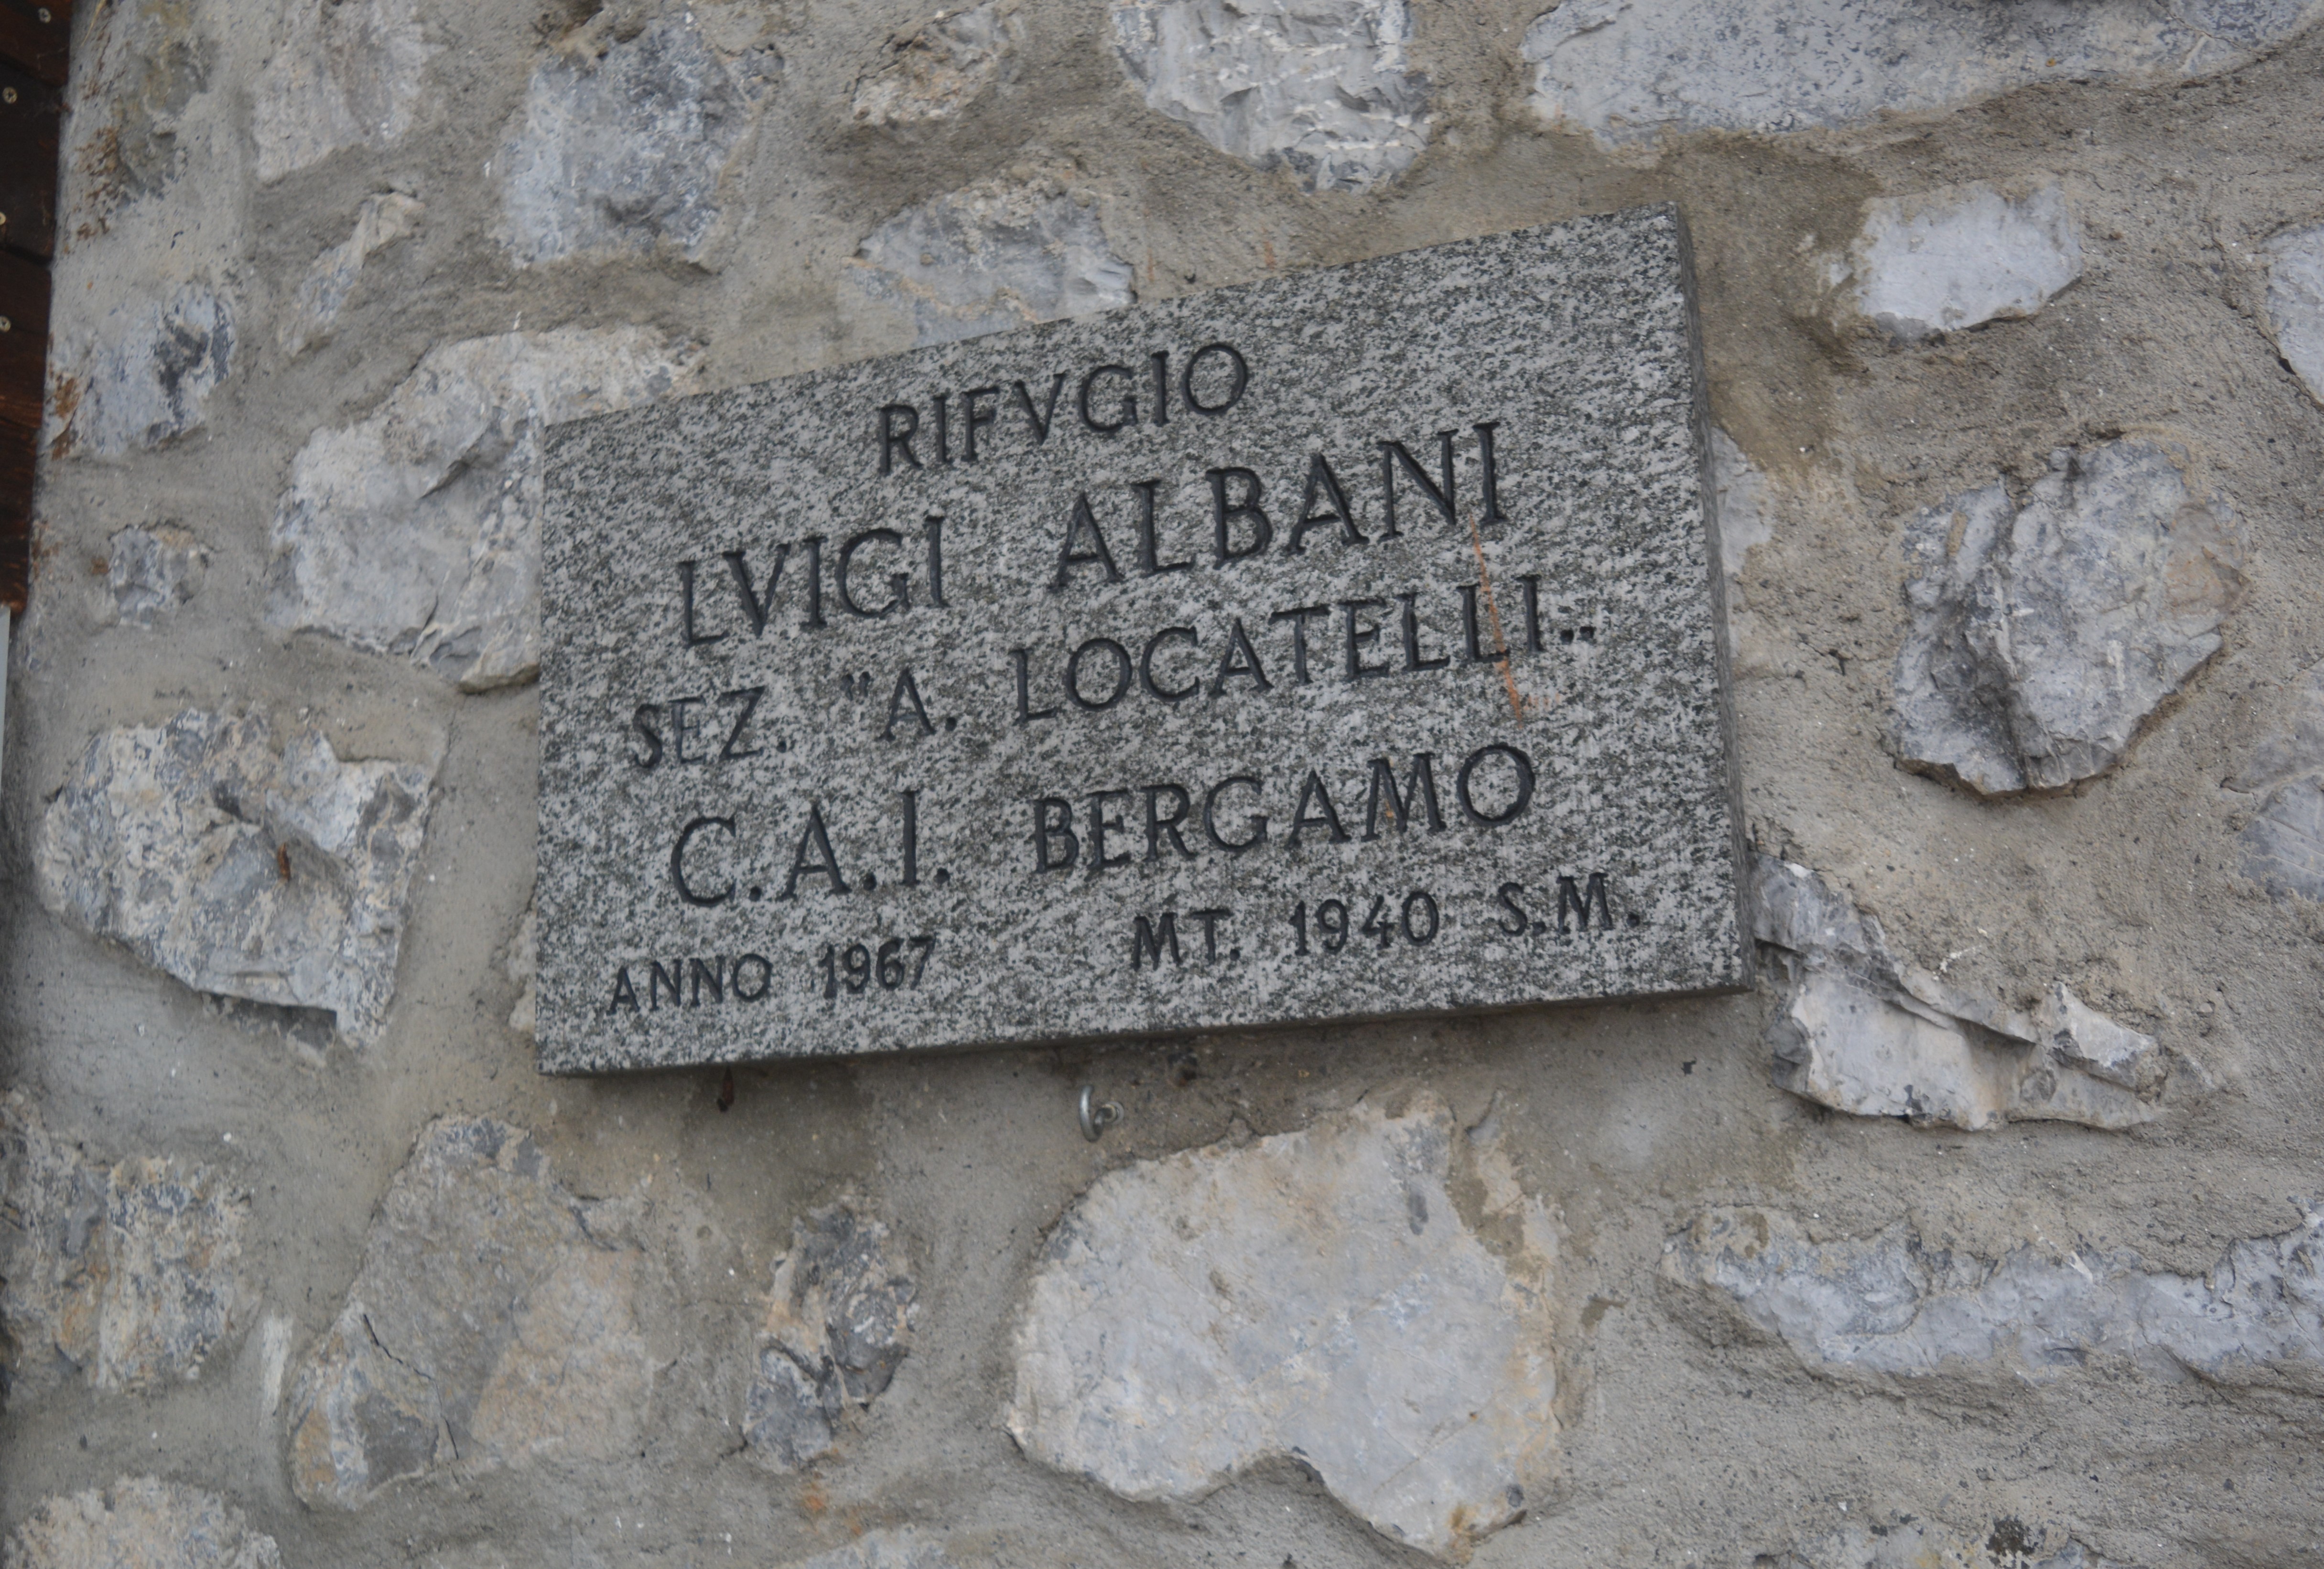 RIFVGIO
LVIGI ALBANI
SEZ. "A. LOCATELLI„
C.A.I. BERGAMO
ANNO 1967 MT. 1940 S.M.